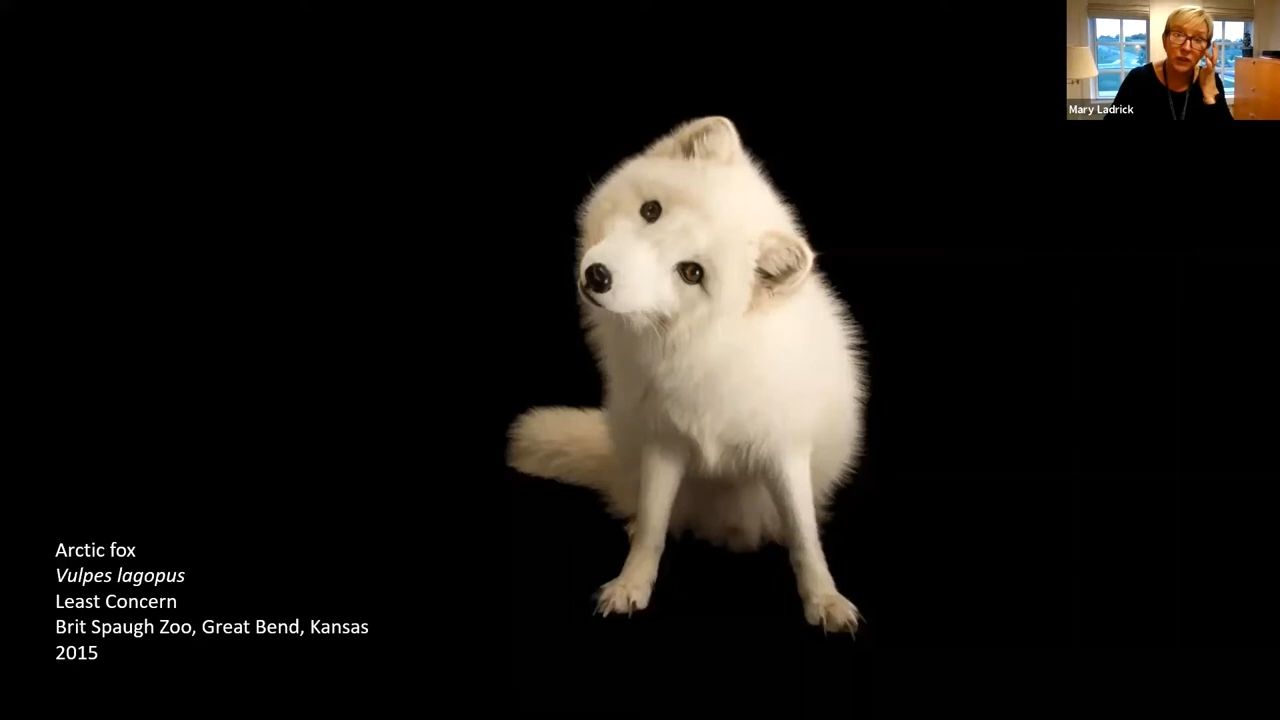 Mary Ladrick
Arctic fox
Vulpes lagopus
Least Concern
Brit Spaugh Zoo, Great Bend, Kansas
2015